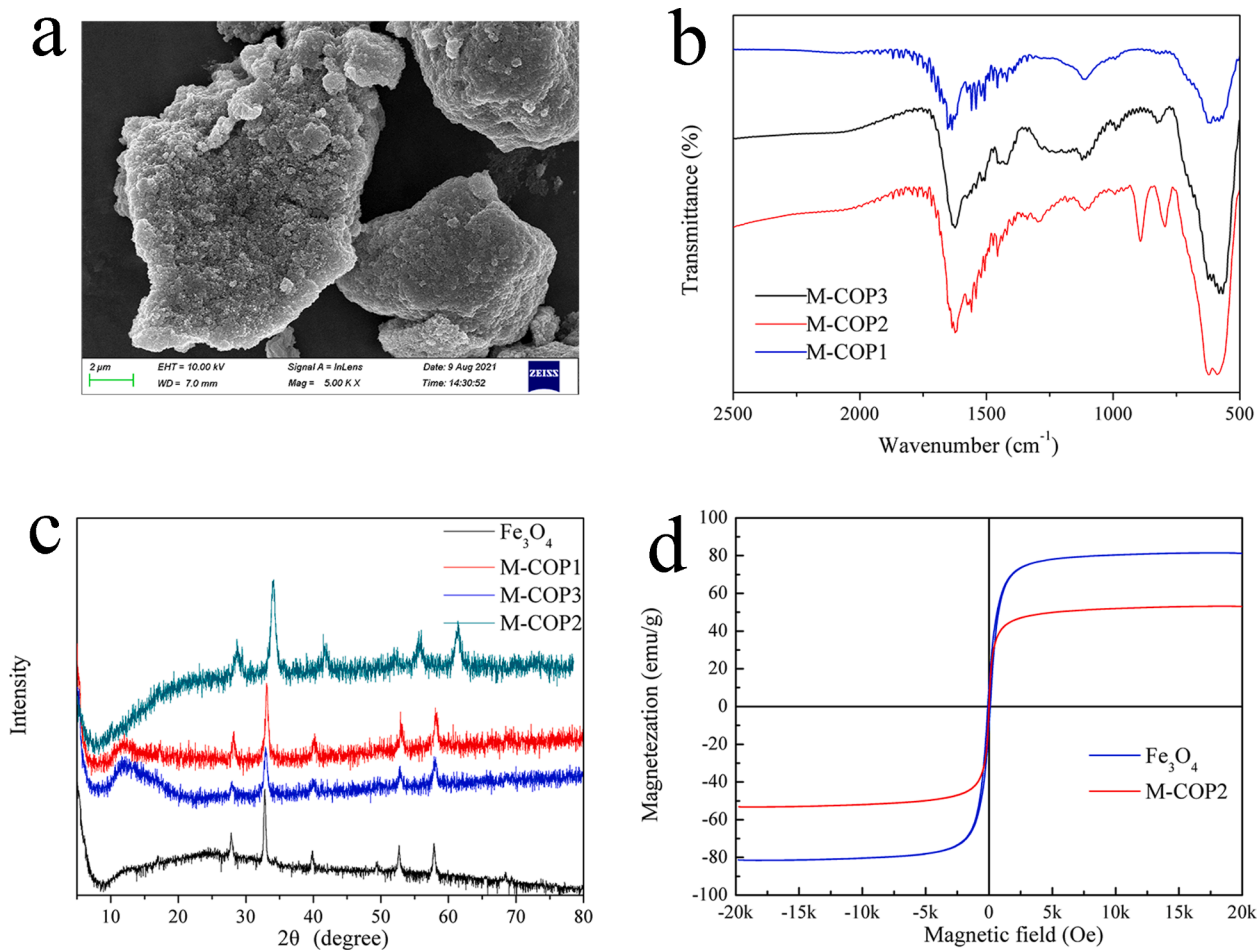 a
2 μm
EHT = 10.00 kV
Signal A = InLens
Date: 9 Aug 2021
ZEISS
WD = 7.0 mm
Mag = 5.00 K X
Time: 14:30:52
b
Transmittance (%)
M-COP3
M-COP2
M-COP1
2500
2000
1500
1000
500
Wavenumber (cm⁻¹)
c
Fe₃O₄
M-COP1
M-COP3
M-COP2
Intensity
10
20
30
40
50
60
70
80
2θ (degree)
d
100
80
60
40
20
0
-20
-40
-60
-80
-100
Magnetezation (emu/g)
Fe₃O₄
M-COP2
-20k
-15k
-10k
-5k
0
5k
10k
15k
20k
Magnetic field (Oe)